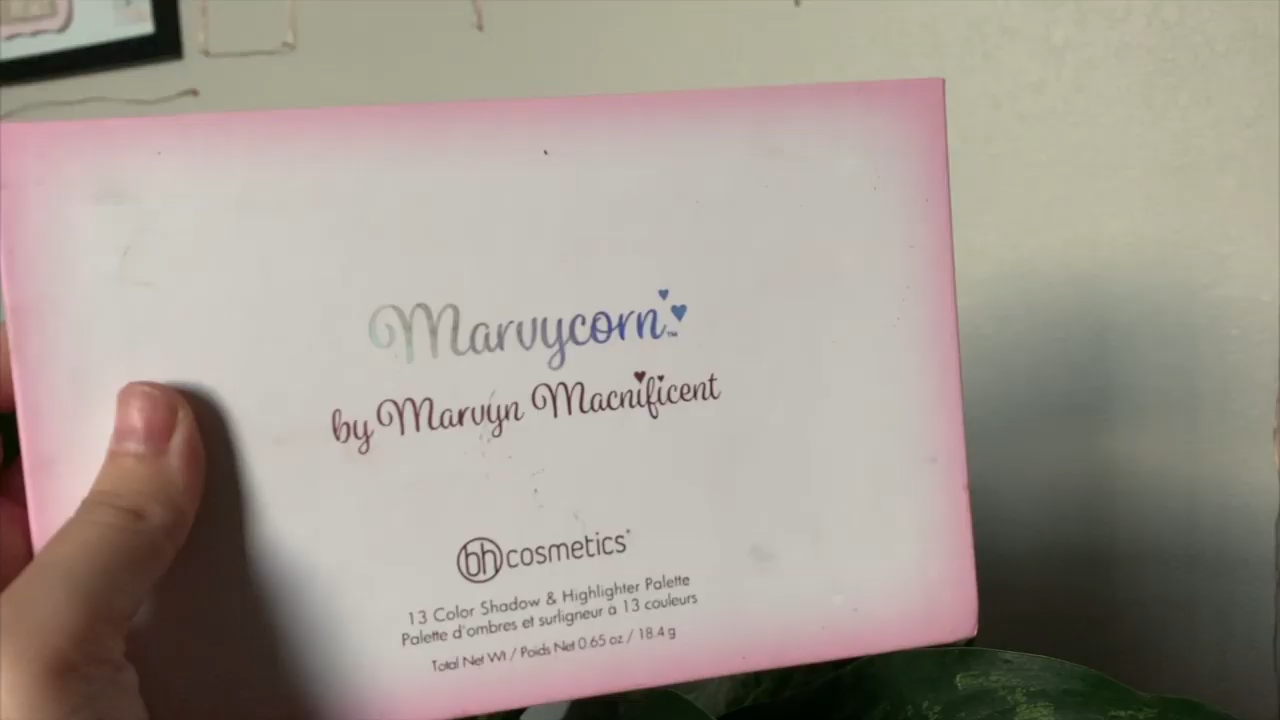 Marvycorn™
by Marvyn Macnificent
bh cosmetics
13 Color Shadow & Highlighter Palette
Palette d'ombres et surligneur à 13 couleurs
Total Net Wt / Poids Net 0.65 oz / 18.4 g